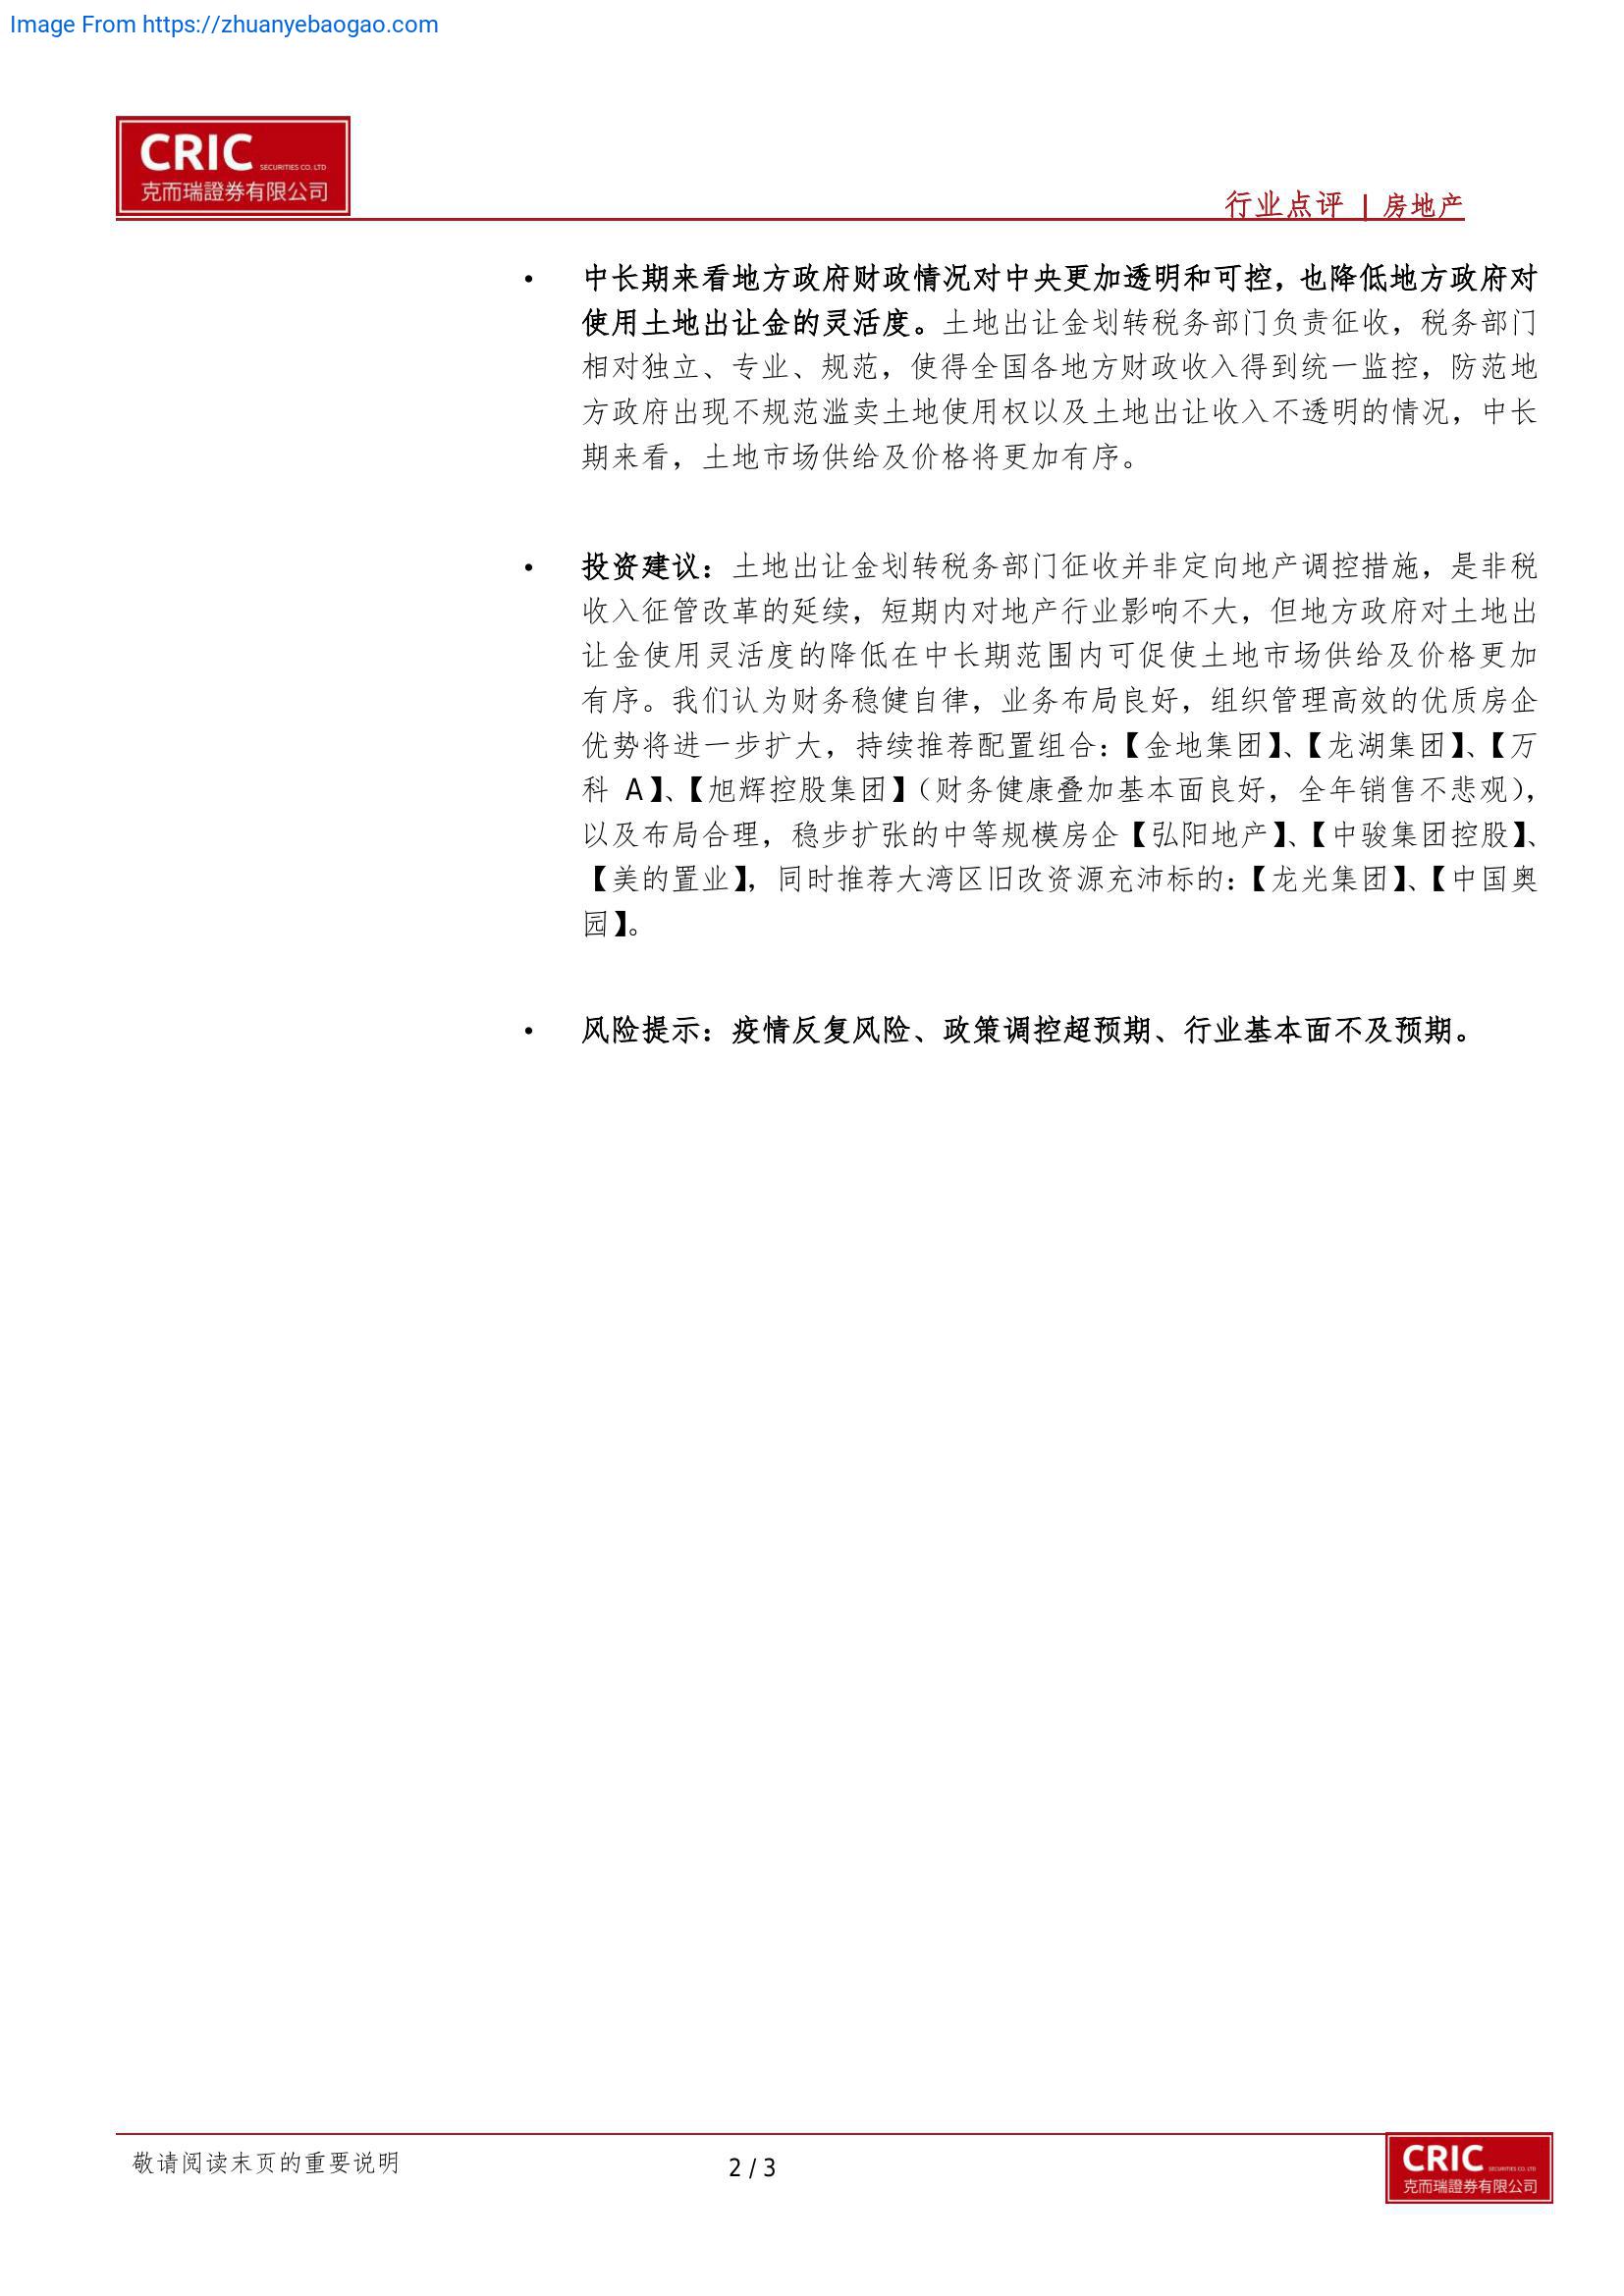 Image From https://zhuanyebaogao.com
CRIC SECURITIES CO. LTD
克而瑞證券有限公司
行业点评 | 房地产
• 中长期来看地方政府财政情况对中央更加透明和可控，也降低地方政府对
使用土地出让金的灵活度。土地出让金划转税务部门负责征收，税务部门
相对独立、专业、规范，使得全国各地方财政收入得到统一监控，防范地
方政府出现不规范滥卖土地使用权以及土地出让收入不透明的情况，中长
期来看，土地市场供给及价格将更加有序。
• 投资建议：土地出让金划转税务部门征收并非定向地产调控措施，是非税
收入征管改革的延续，短期内对地产行业影响不大，但地方政府对土地出
让金使用灵活度的降低在中长期范围内可促使土地市场供给及价格更加
有序。我们认为财务稳健自律，业务布局良好，组织管理高效的优质房企
优势将进一步扩大，持续推荐配置组合：【金地集团】、【龙湖集团】、【万
科 A】、【旭辉控股集团】（财务健康叠加基本面良好，全年销售不悲观），
以及布局合理，稳步扩张的中等规模房企【弘阳地产】、【中骏集团控股】、
【美的置业】，同时推荐大湾区旧改资源充沛标的：【龙光集团】、【中国奥
园】。
• 风险提示：疫情反复风险、政策调控超预期、行业基本面不及预期。
敬请阅读末页的重要说明
2 / 3
CRIC SECURITIES CO. LTD
克而瑞證券有限公司